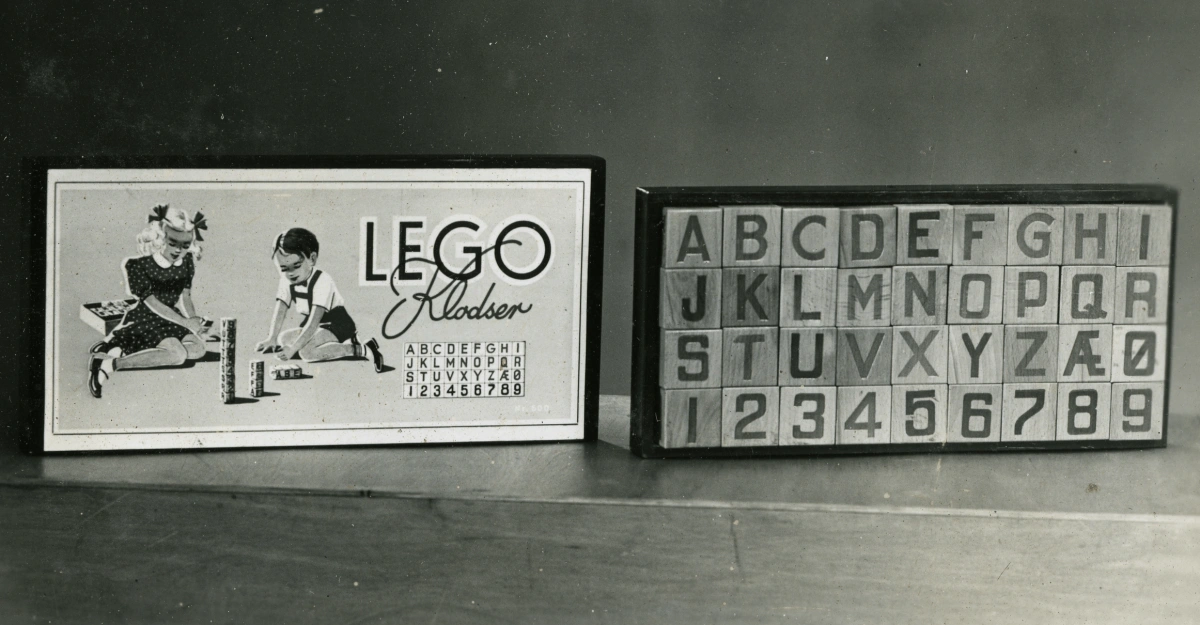 LEGO
Klodser
ABCDEFGHI
JKLMNOPQR
STUVXYZÆØ
123456789
ABCDEFGHI
JKLMNOPQR
STUVXYZÆØ
123456789